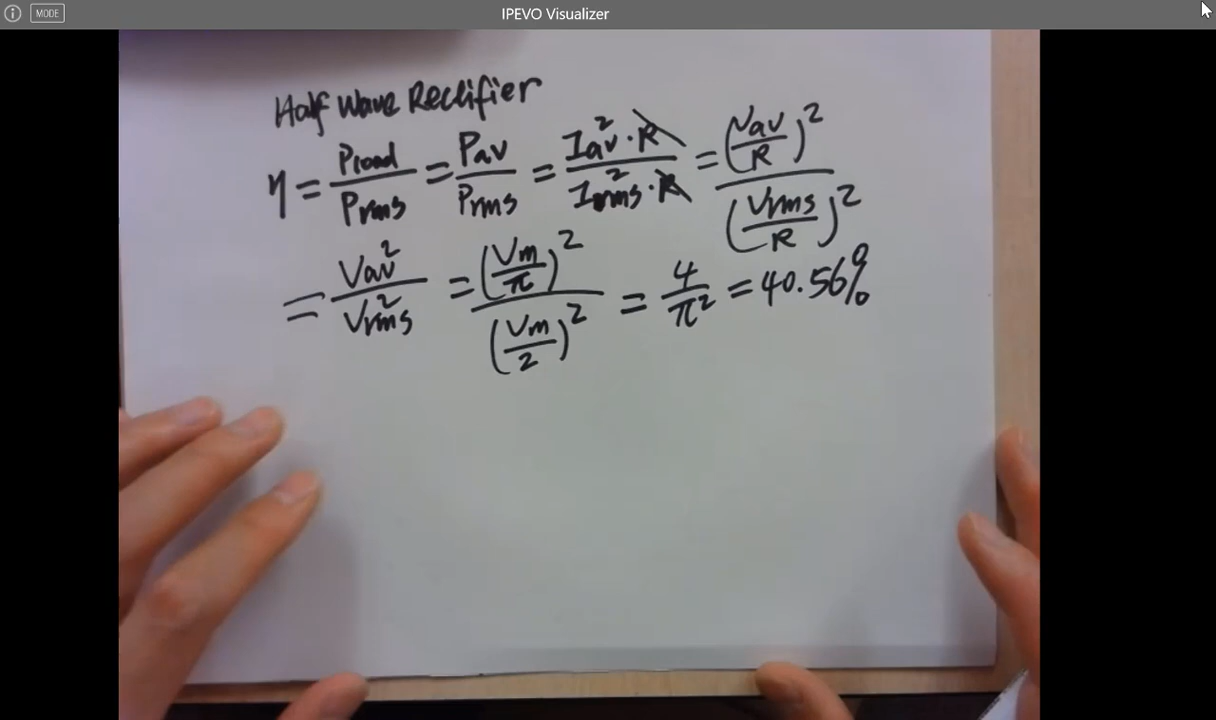 MODE
IPEVO Visualizer
Half Wave Rectifier
η = Pload/Prms = Pav/Prms = Iav²·R/Irms²·R = (Vav/R)²/(Vrms/R)²
= Vav²/Vrms² = (Vm/π)²/(Vm/2)² = 4/π² = 40.56%